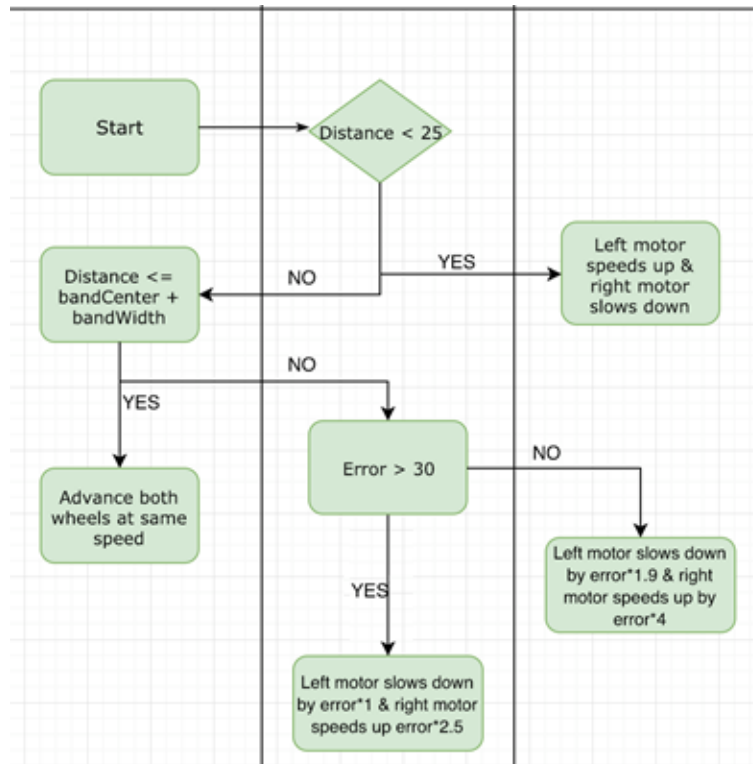 Start
Distance < 25
Left motor
speeds up &
right motor
slows down
YES
NO
Distance <=
bandCenter +
bandWidth
NO
YES
Error > 30
NO
Advance both
wheels at same
speed
Left motor slows down
by error*1.9 & right
motor speeds up by
error*4
YES
Left motor slows down
by error*1 & right motor
speeds up error*2.5